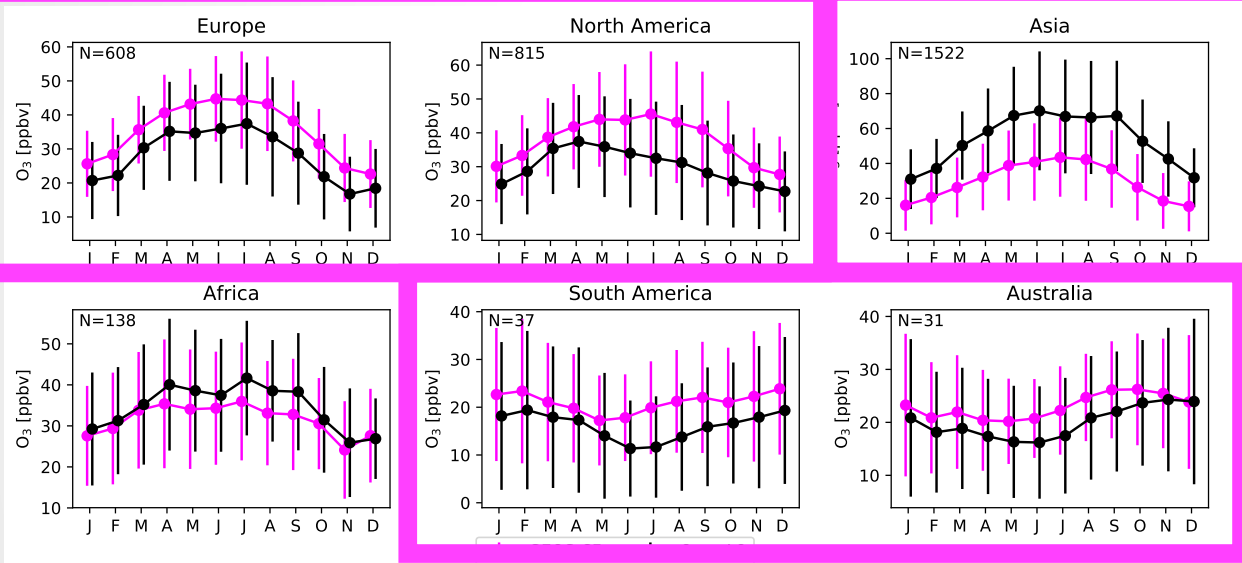 Europe
North America
Asia
N=608
N=815
N=1522
60
50
40
30
20
10
O₃ [ppbv]
60
50
40
30
20
10
O₃ [ppbv]
100
80
60
40
20
0
J F M A M J J A S O N D
J F M A M J J A S O N D
J F M A M J J A S O N D
Africa
South America
Australia
N=138
N=37
N=31
50
40
30
20
10
O₃ [ppbv]
40
30
20
10
0
O₃ [ppbv]
40
30
20
10
O₃ [ppbv]
J F M A M J J A S O N D
J F M A M J J A S O N D
J F M A M J J A S O N D